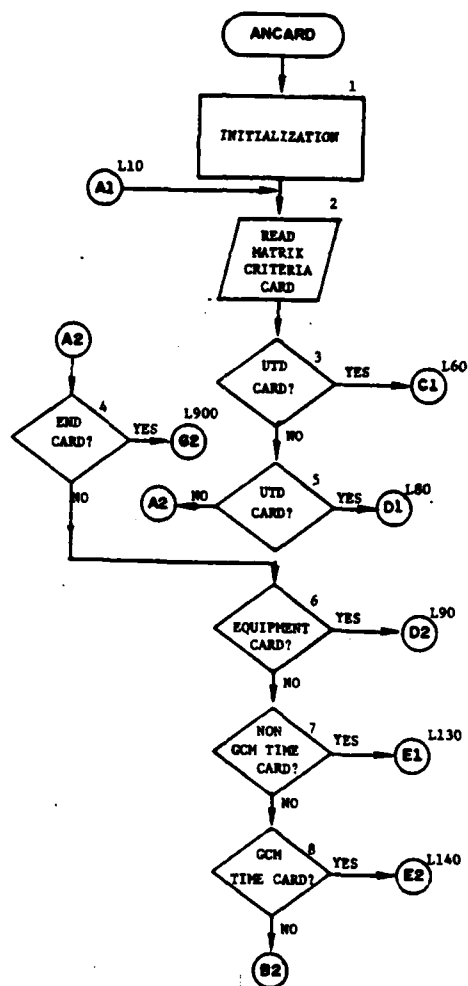 ANCARD
1
INITIALIZATION
L10
A1
2
READ
MATRIX
CRITERIA
CARD
A2
3
UTD
CARD?
YES
L60
C1
NO
4
END
CARD?
YES
L900
G2
NO
5
UTD
CARD?
NO
A2
YES
L80
D1
6
EQUIPMENT
CARD?
YES
L90
D2
NO
7
NON
GCM TIME
CARD?
YES
L130
E1
NO
8
GCM
TIME CARD?
YES
L140
E2
NO
B2